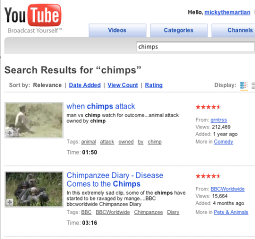 YouTube
Broadcast Yourself™
Hello, mickythemartian
Videos
Categories
Channels
chimps
Search Results for “chimps”
Sort by: Relevance | Date Added | View Count | Rating
Display:
when chimps attack
man vs chimp watch for outcome...animal attack owned by chimp
Tags: animal attack owned by chimp
Time: 01:50
From:
Views: 212,489
Added: 1 year ago
More in Comedy
Chimpanzee Diary - Disease
Comes to the Chimps
In this extremely sad clip, some of the chimps have
started to be ravaged by mange....BBC
bbcworldwide Chimpanzee Diary
Tags: BBC BBCWorldwide Chimpanzee Diary
Time: 03:16
From: BBCWorldwide
Views: 15,664
Added: 4 months ago
More in Pets & Animals